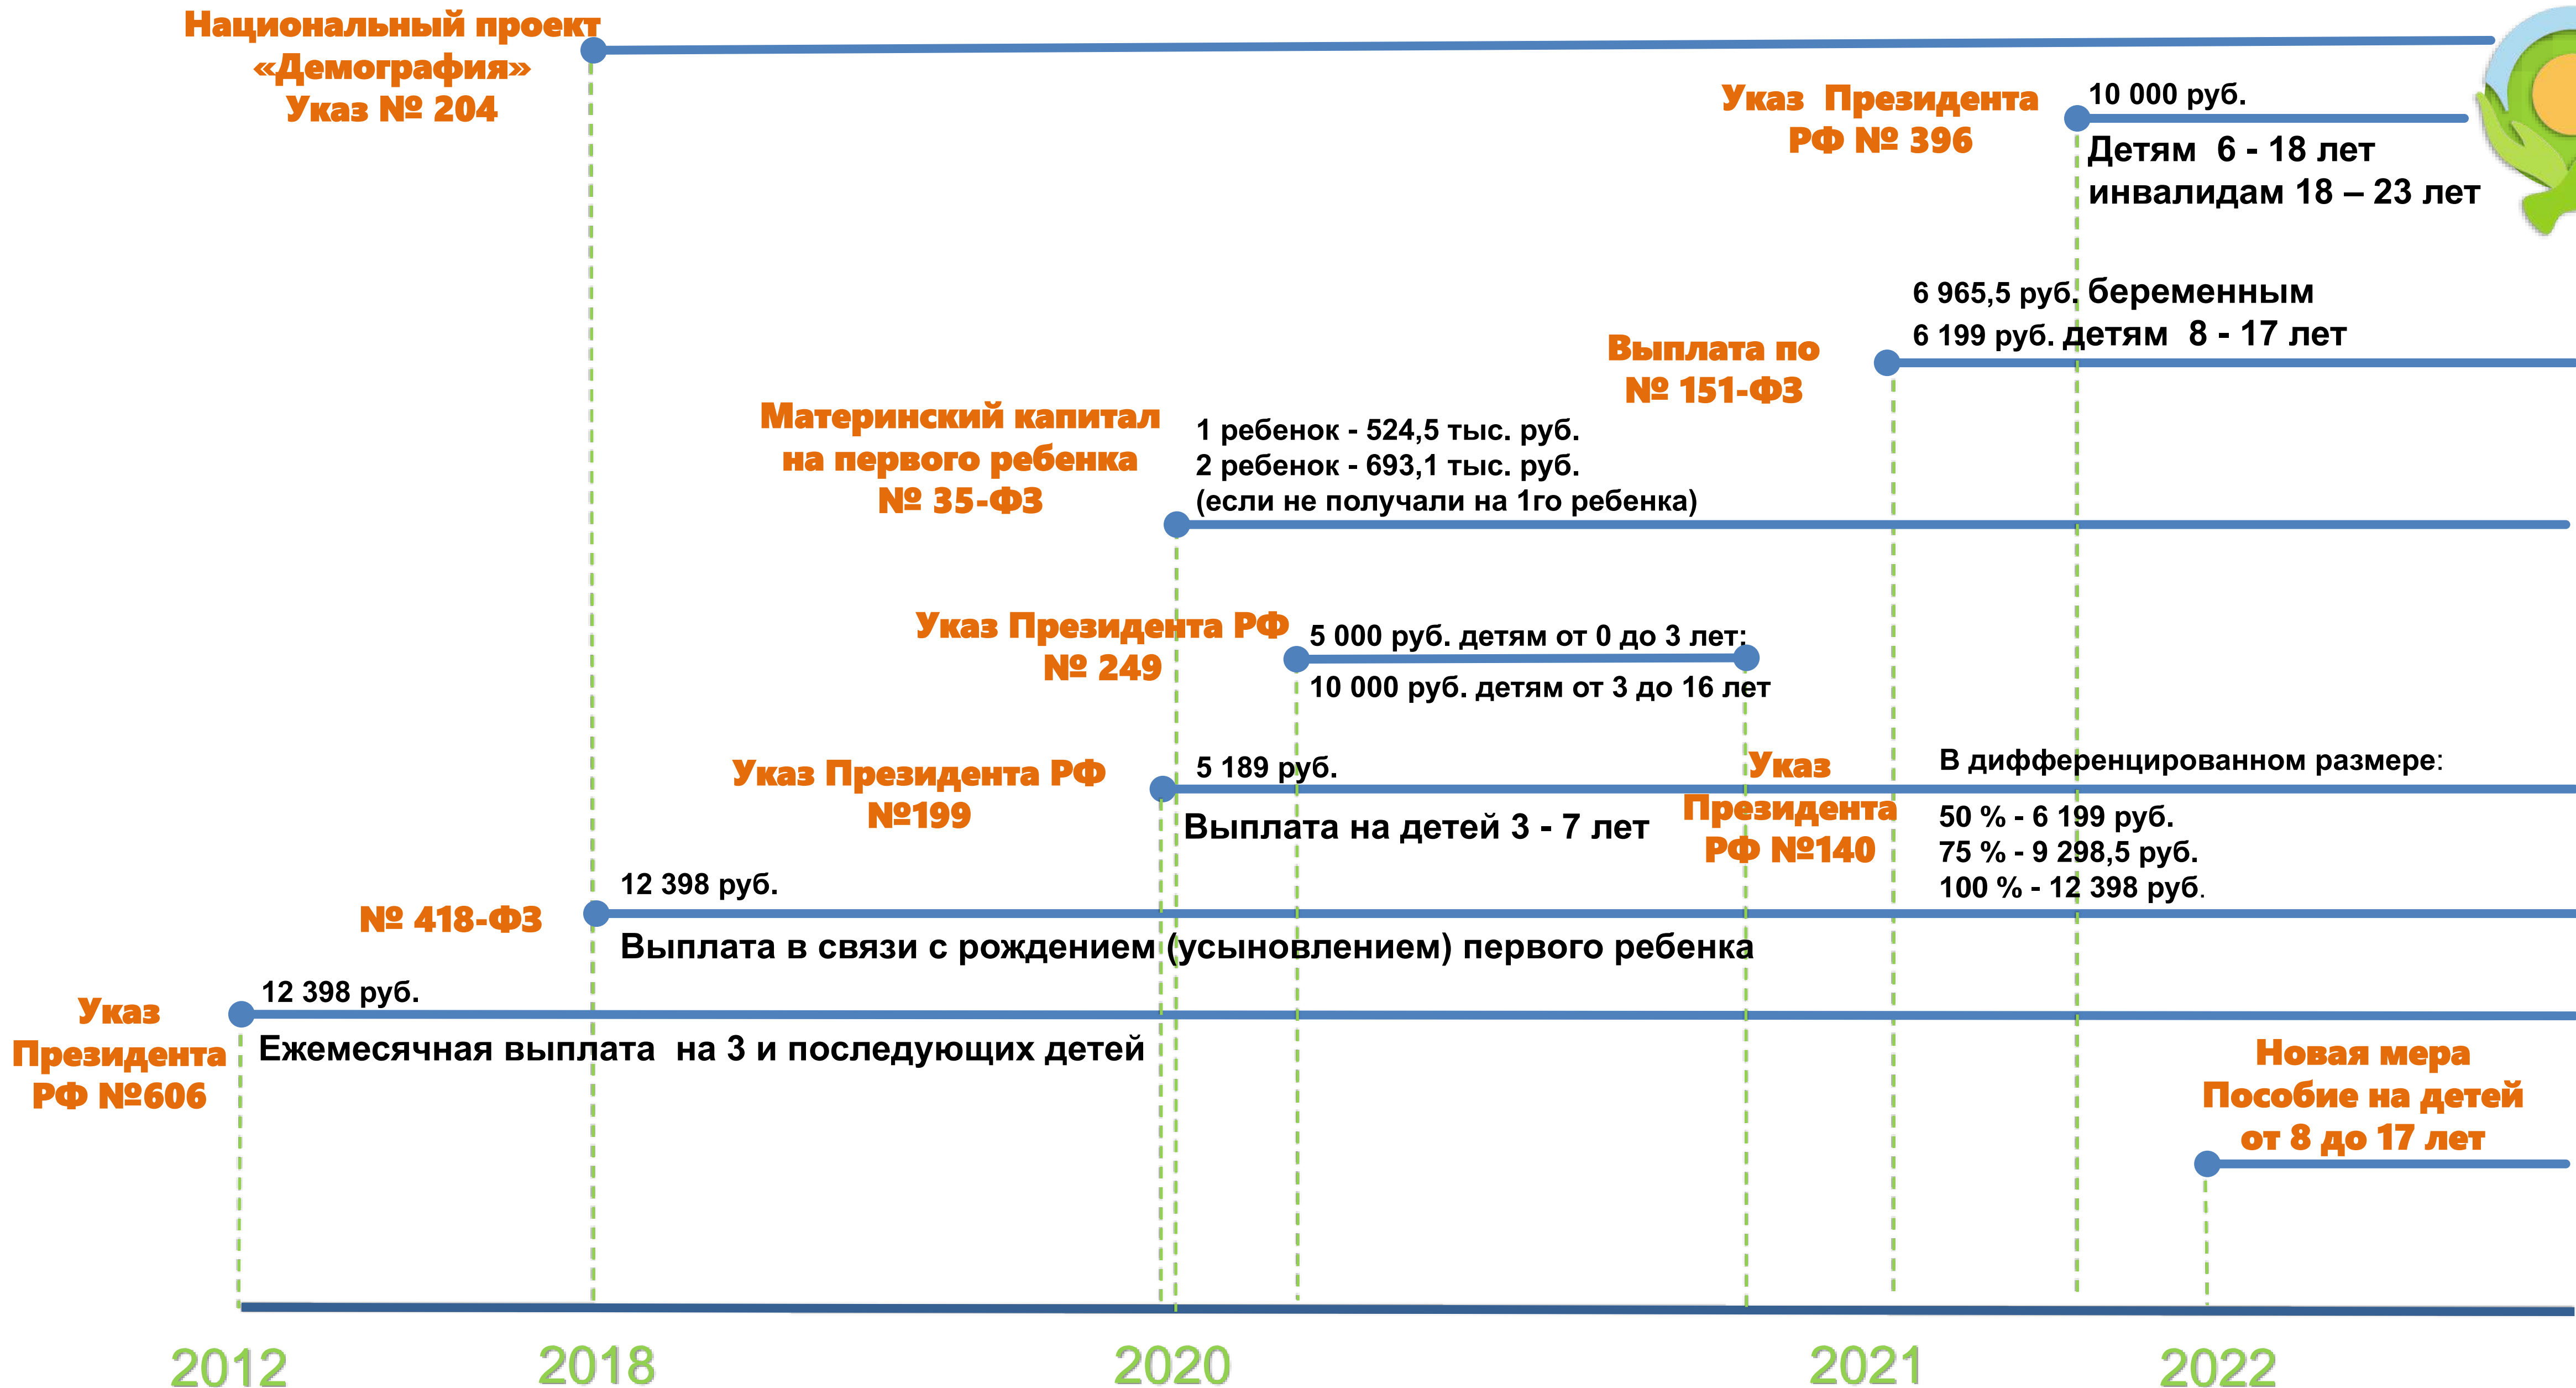 Национальный проект
«Демография»
Указ № 204
Указ Президента
РФ № 396
10 000 руб.
Детям 6 - 18 лет
инвалидам 18 – 23 лет
6 965,5 руб. беременным
6 199 руб. детям 8 - 17 лет
Выплата по
№ 151-ФЗ
Материнский капитал
на первого ребенка
№ 35-ФЗ
1 ребенок - 524,5 тыс. руб.
2 ребенок - 693,1 тыс. руб.
(если не получали на 1го ребенка)
Указ Президента РФ
№ 249
5 000 руб. детям от 0 до 3 лет:
10 000 руб. детям от 3 до 16 лет
Указ Президента РФ
№199
5 189 руб.
Выплата на детей 3 - 7 лет
Указ
Президента
РФ №140
В дифференцированном размере:
50 % - 6 199 руб.
75 % - 9 298,5 руб.
100 % - 12 398 руб.
№ 418-ФЗ
12 398 руб.
Выплата в связи с рождением (усыновлением) первого ребенка
Указ
Президента
РФ №606
12 398 руб.
Ежемесячная выплата на 3 и последующих детей
Новая мера
Пособие на детей
от 8 до 17 лет
2012
2018
2020
2021
2022